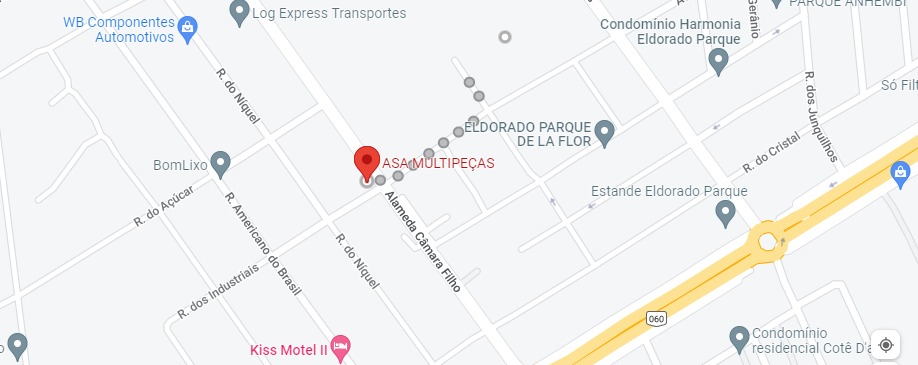 Log Express Transportes
WB Componentes
Automotivos
PARQUE ANHEMBI
Gerânio
Condomínio Harmonia
Eldorado Parque
R. do Níquel
R. dos Junquilhos
Só Filt
ELDORADO PARQUE
DE LA FLOR
R. do Cristal
ASA MULTIPEÇAS
BomLixo
R. do Açúcar
Estande Eldorado Parque
R. Americano do Brasil
Alameda Câmara Filho
R. do Níquel
R. dos Industriais
060
Kiss Motel II
Condomínio
residencial Cotê D'a
o